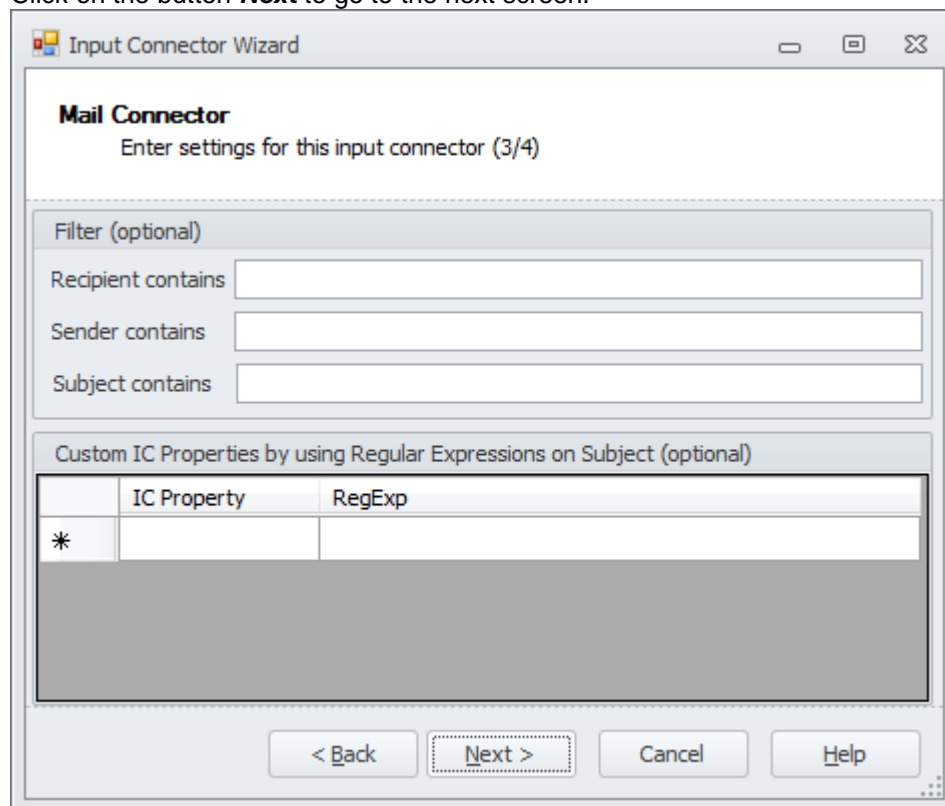 Click on the button Next to go to the next screen.
Input Connector Wizard
Mail Connector
Enter settings for this input connector (3/4)
Filter (optional)
Recipient contains
Sender contains
Subject contains
Custom IC Properties by using Regular Expressions on Subject (optional)
IC Property RegExp
< Back Next > Cancel Help